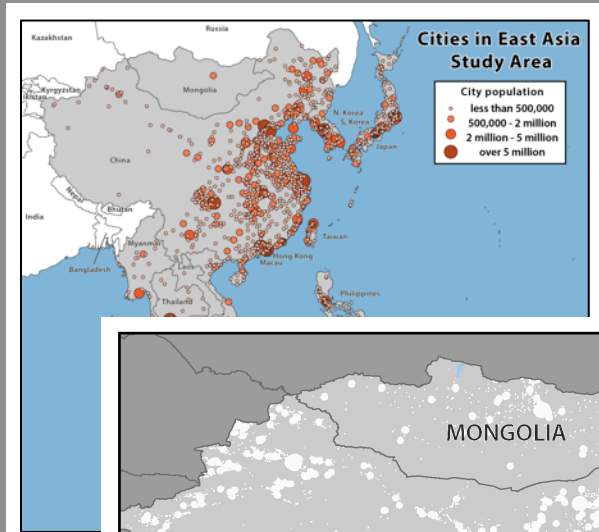 Russia
Kazakhstan
Cities in East Asia
Study Area
City population
less than 500,000
500,000 - 2 million
2 million - 5 million
over 5 million
Kyrgyzstan
ikistan
Mongolia
N. Korea
S. Korea
Japan
China
Nepal
Bhutan
India
Myanmar
Bangladesh
Laos
Taiwan
Hong Kong
Macau
Thailand
Philippines
MONGOLIA